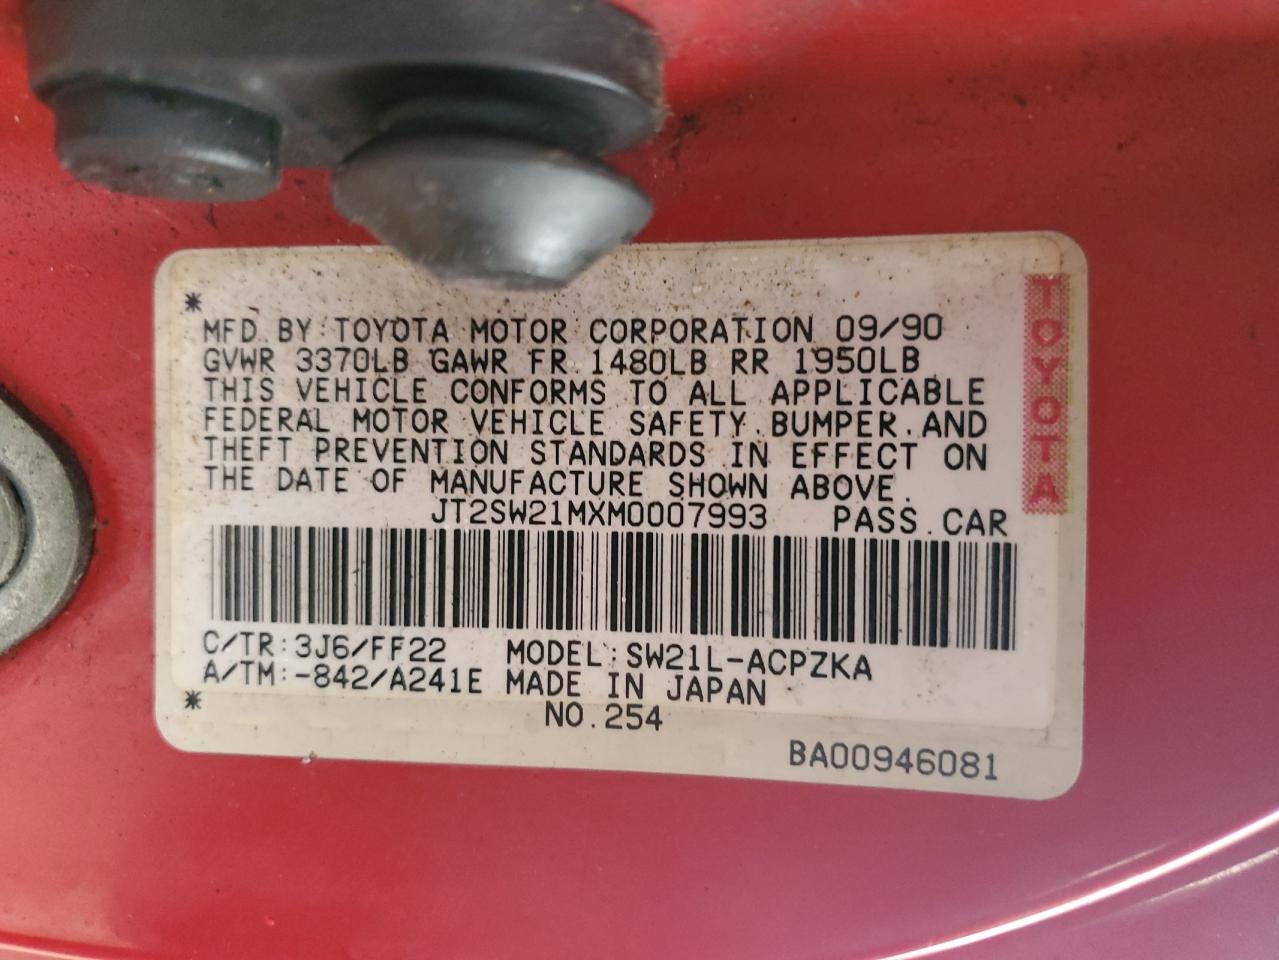 *
MFD. BY: TOYOTA MOTOR CORPORATION 09/90
GVWR 3370LB GAWR FR. 1480LB RR 1950LB
THIS VEHICLE CONFORMS TO ALL APPLICABLE
FEDERAL MOTOR VEHICLE SAFETY. BUMPER. AND
THEFT PREVENTION STANDARDS IN EFFECT ON
THE DATE OF MANUFACTURE SHOWN ABOVE.
JT2SW21MXM0007993 PASS. CAR
C/TR:3J6/FF22 MODEL:SW21L-ACPZKA
A/TM:-842/A241E MADE IN JAPAN
*
NO.254
BA00946081
TOYOTA